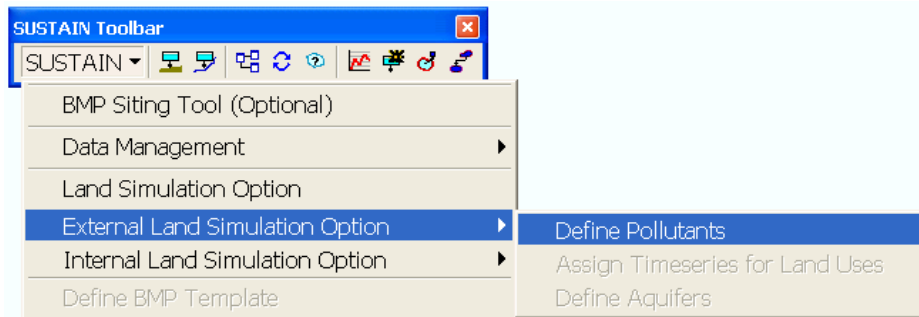 SUSTAIN Toolbar
SUSTAIN
BMP Siting Tool (Optional)
Data Management
Land Simulation Option
External Land Simulation Option
Define Pollutants
Internal Land Simulation Option
Assign Timeseries for Land Uses
Define BMP Template
Define Aquifers